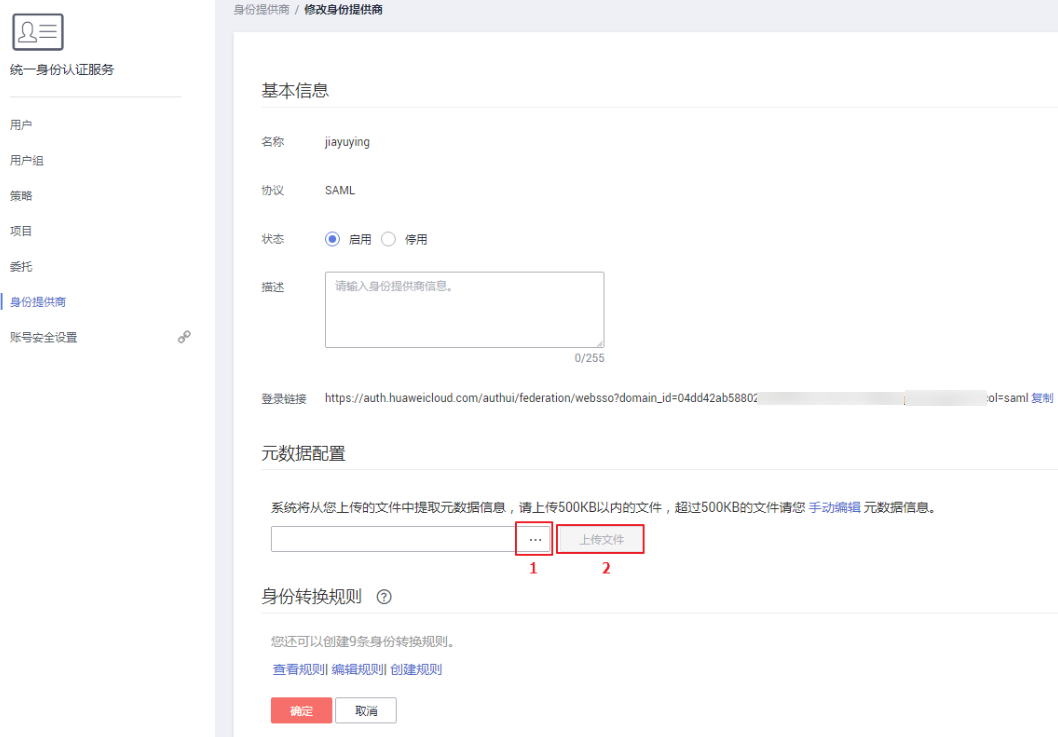 身份提供商 / 修改身份提供商
统一身份认证服务
用户
用户组
策略
项目
委托
身份提供商
账号安全设置
基本信息
名称 jiayuying
协议 SAML
状态 启用 停用
描述 请输入身份提供商信息。
0/255
登录链接 https://auth.huaweicloud.com/authui/federation/websso?domain_id=04dd42ab58802 col=saml 复制
元数据配置
系统将从您上传的文件中提取元数据信息，请上传500KB以内的文件，超过500KB的文件请您 手动编辑 元数据信息。
... 上传文件
1 2
身份转换规则 ?
您还可以创建9条身份转换规则。
查看规则| 编辑规则| 创建规则
确定 取消